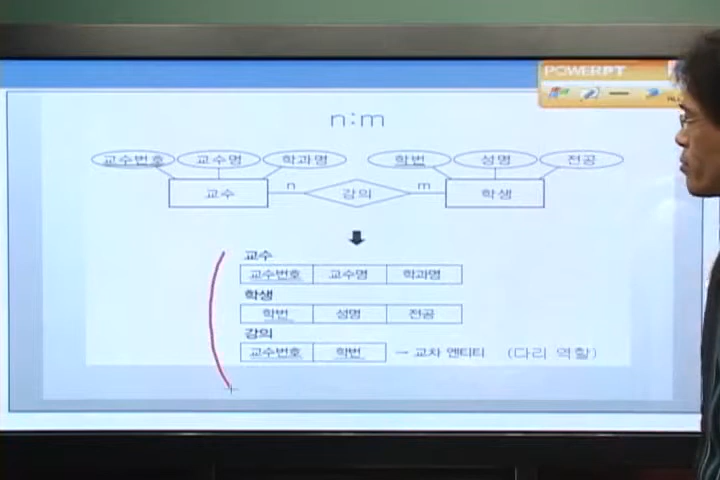 POWERPT
n:m
교수번호 교수명 학과명 학번 성명 전공
교수 n 강의 m 학생
교수
교수번호 교수명 학과명
학생
학번 성명 전공
강의
교수번호 학번 → 교차 엔티티 (다리 역할)